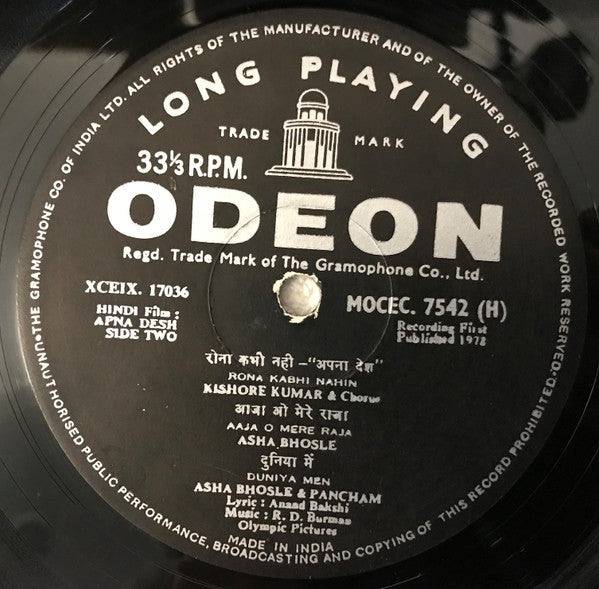 UNAUTHORISED PUBLIC PERFORMANCE, BROADCASTING AND COPYING OF THIS RECORD PROHIBITED.
THE GRAMOPHONE CO. OF INDIA LTD. ALL RIGHTS OF THE MANUFACTURER AND OF THE OWNER OF THE RECORDED WORK RESERVED.
LONG PLAYING
TRADE MARK
33⅓ R.P.M.
ODEON
Regd. Trade Mark of The Gramophone Co., Ltd.
XCEIX. 17036
MOCEC. 7542 (H)
HINDI Film :
APNA DESH
SIDE TWO
Recording First
Published 1978
रोना कभी नही –"अपना देश"
RONA KABHI NAHIN
KISHORE KUMAR & Chorus
आजा ओ मेरे राजा
AAJA O MERE RAJA
ASHA BHOSLE
दुनिया में
DUNIYA MEN
ASHA BHOSLE & PANCHAM
Lyric : Anand Bakshi
Music : R. D. Burman
Olympic Pictures
MADE IN INDIA